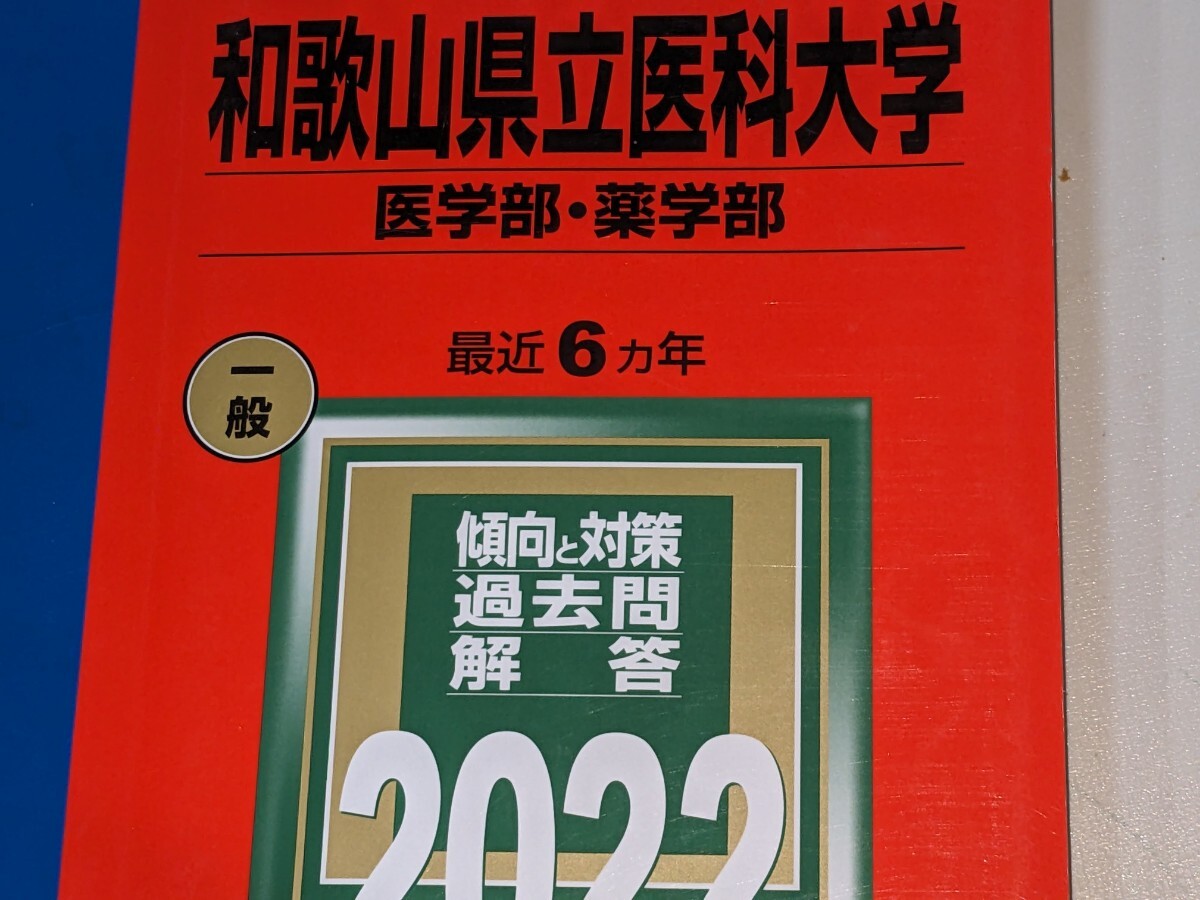 和歌山県立医科大学
医学部・薬学部
最近6ヵ年
一
般
傾向と対策
過去問
解答
2022